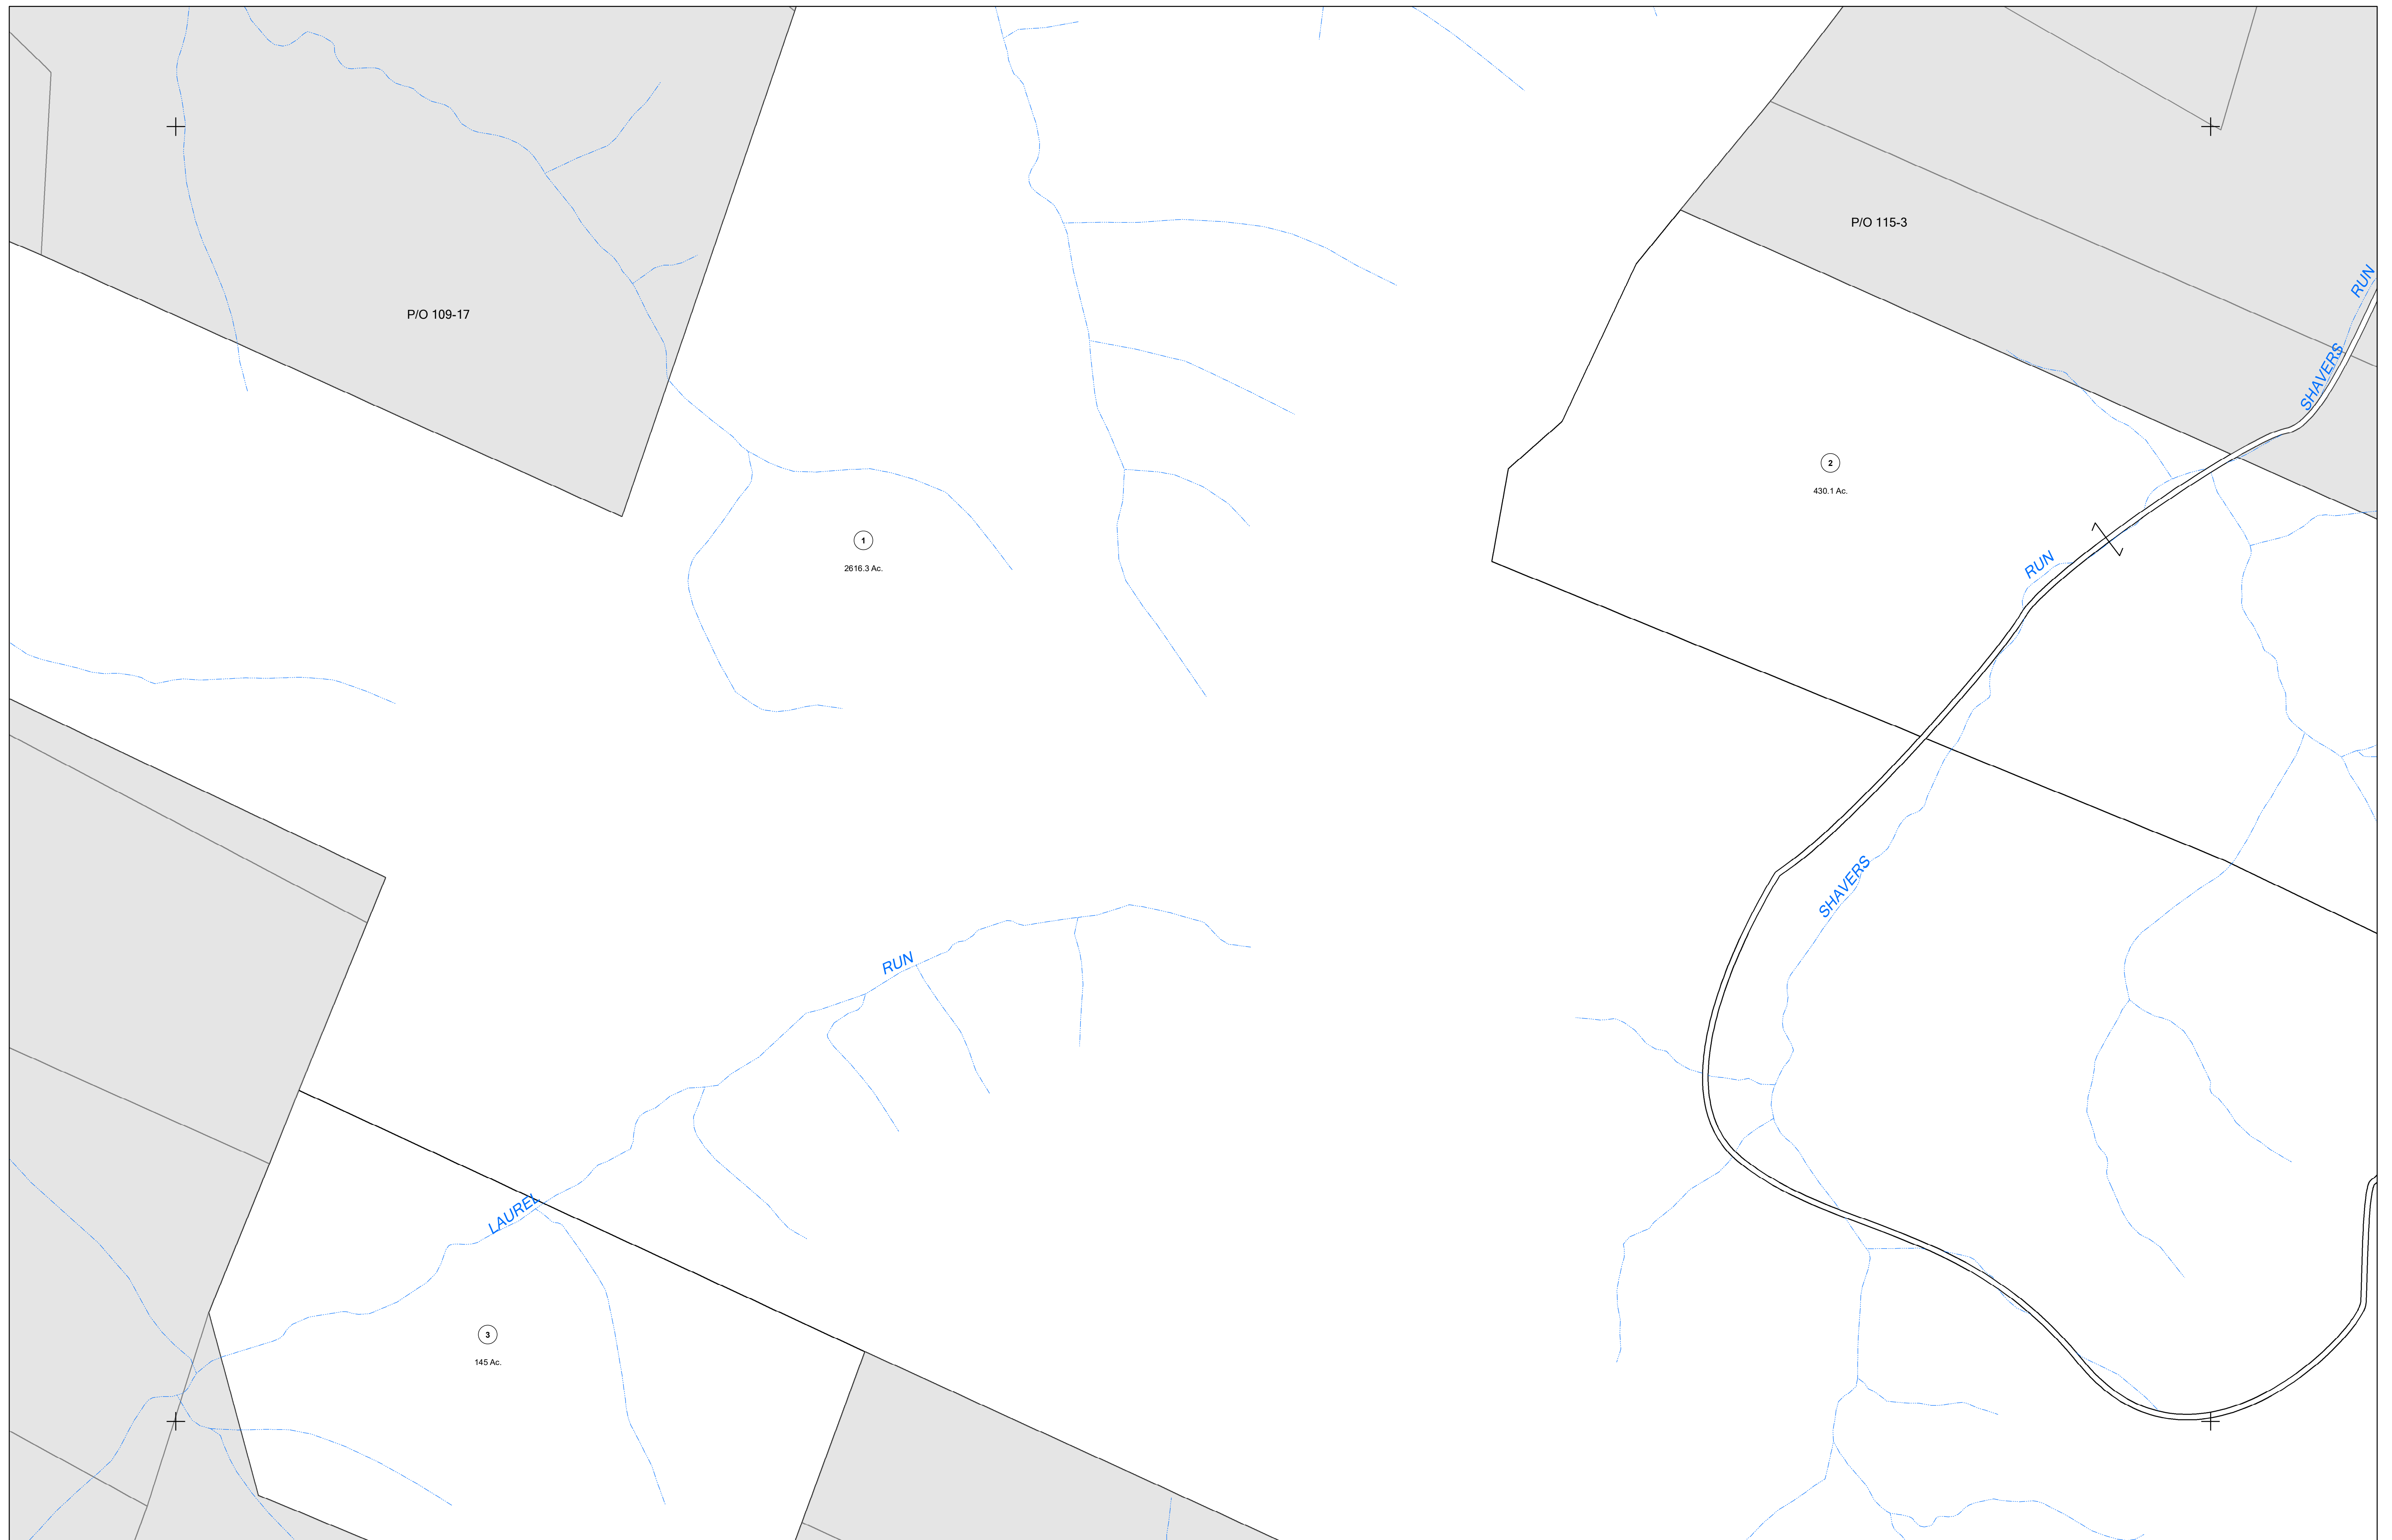 P/O 115-3
RUN
P/O 109-17
SHAVERS
2
430.1 Ac.
1
2616.3 Ac.
RUN
SHAVERS
RUN
LAUREL
3
145 Ac.